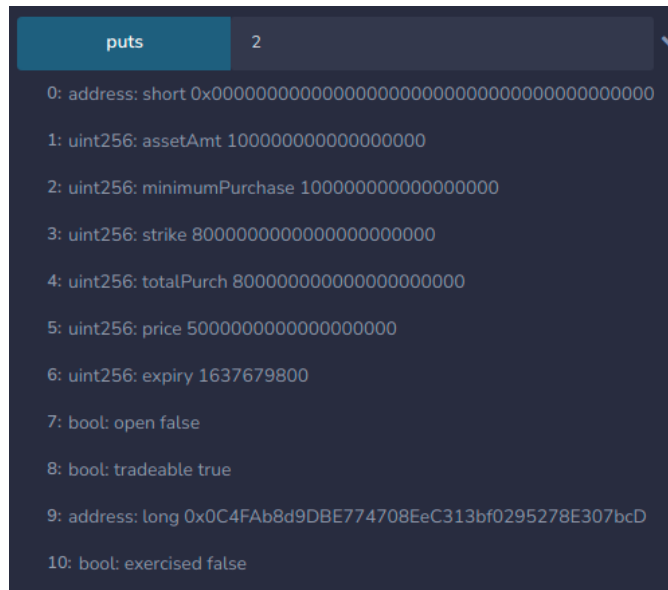 puts 2
0: address: short 0x0000000000000000000000000000000000000000
1: uint256: assetAmt 100000000000000000
2: uint256: minimumPurchase 100000000000000000
3: uint256: strike 8000000000000000000000
4: uint256: totalPurch 800000000000000000000
5: uint256: price 5000000000000000000
6: uint256: expiry 1637679800
7: bool: open false
8: bool: tradeable true
9: address: long 0x0C4FAb8d9DBE774708EeC313bf0295278E307bcD
10: bool: exercised false